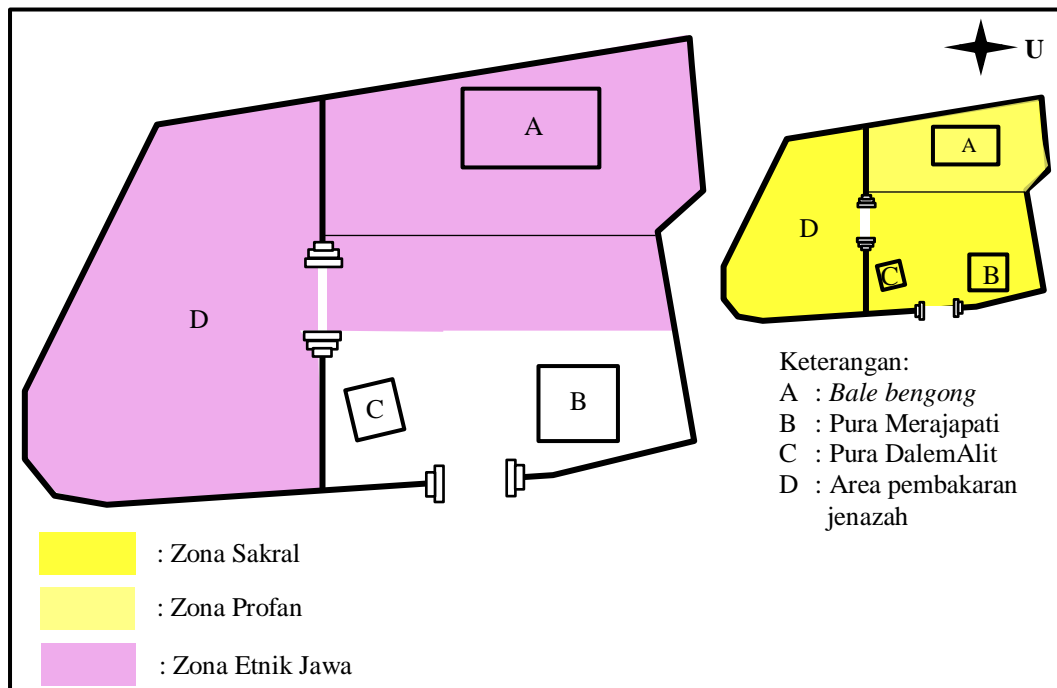 U
A
D
C
B
A
D
C
B
Keterangan:
A : Bale bengong
B : Pura Merajapati
C : Pura DalemAlit
D : Area pembakaran
jenazah
: Zona Sakral
: Zona Profan
: Zona Etnik Jawa